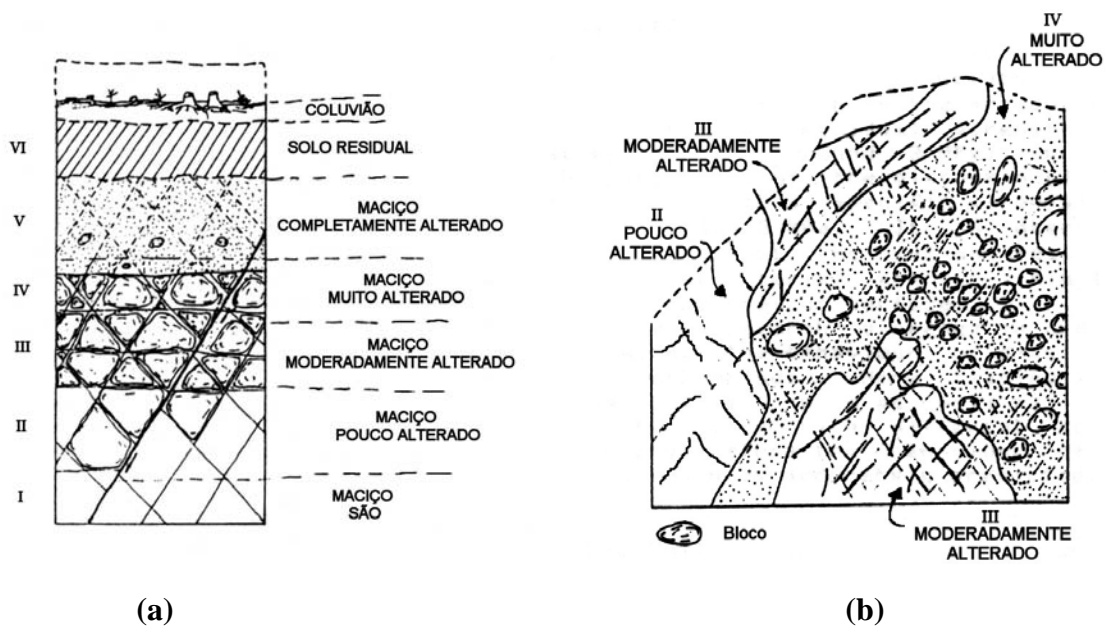 COLUVIÃO
VI
SOLO RESIDUAL
V
MACIÇO
COMPLETAMENTE ALTERADO
IV
MACIÇO
MUITO ALTERADO
III
MACIÇO
MODERADAMENTE ALTERADO
II
MACIÇO
POUCO ALTERADO
I
MACIÇO
SÃO
(a)
IV
MUITO
ALTERADO
III
MODERADAMENTE
ALTERADO
II
POUCO
ALTERADO
Bloco
III
MODERADAMENTE
ALTERADO
(b)